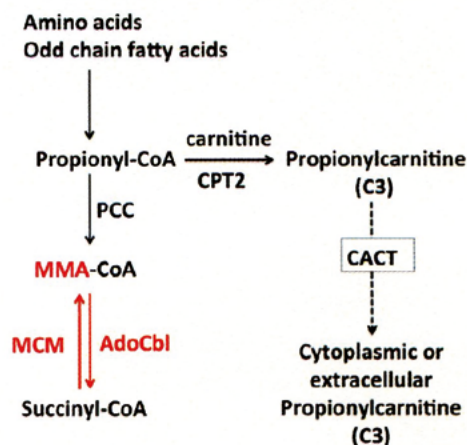 Amino acids
Odd chain fatty acids
carnitine
Propionyl-CoA
CPT2
Propionylcarnitine
(C3)
PCC
MMA-CoA
CACT
MCM
AdoCbl
Cytoplasmic or
extracellular
Propionylcarnitine
(C3)
Succinyl-CoA